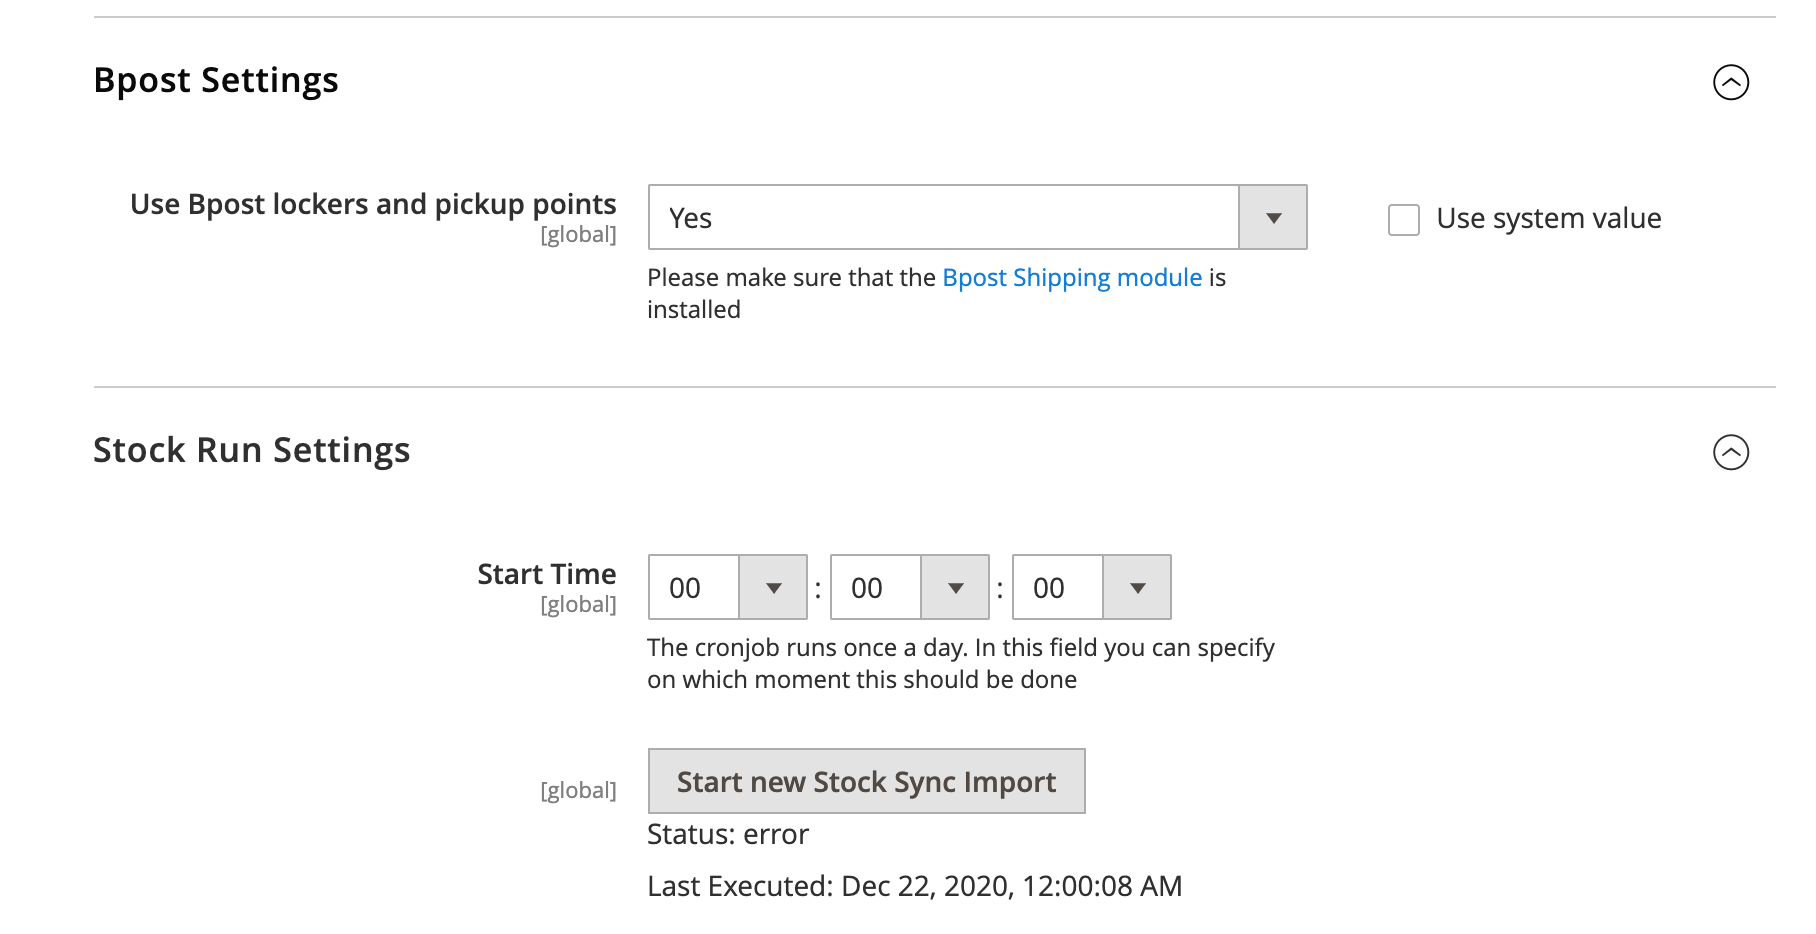 Bpost Settings
Use Bpost lockers and pickup points
[global]
Yes
Use system value
Please make sure that the Bpost Shipping module is
installed
Stock Run Settings
Start Time
[global]
00 : 00 : 00
The cronjob runs once a day. In this field you can specify
on which moment this should be done
[global]
Start new Stock Sync Import
Status: error
Last Executed: Dec 22, 2020, 12:00:08 AM